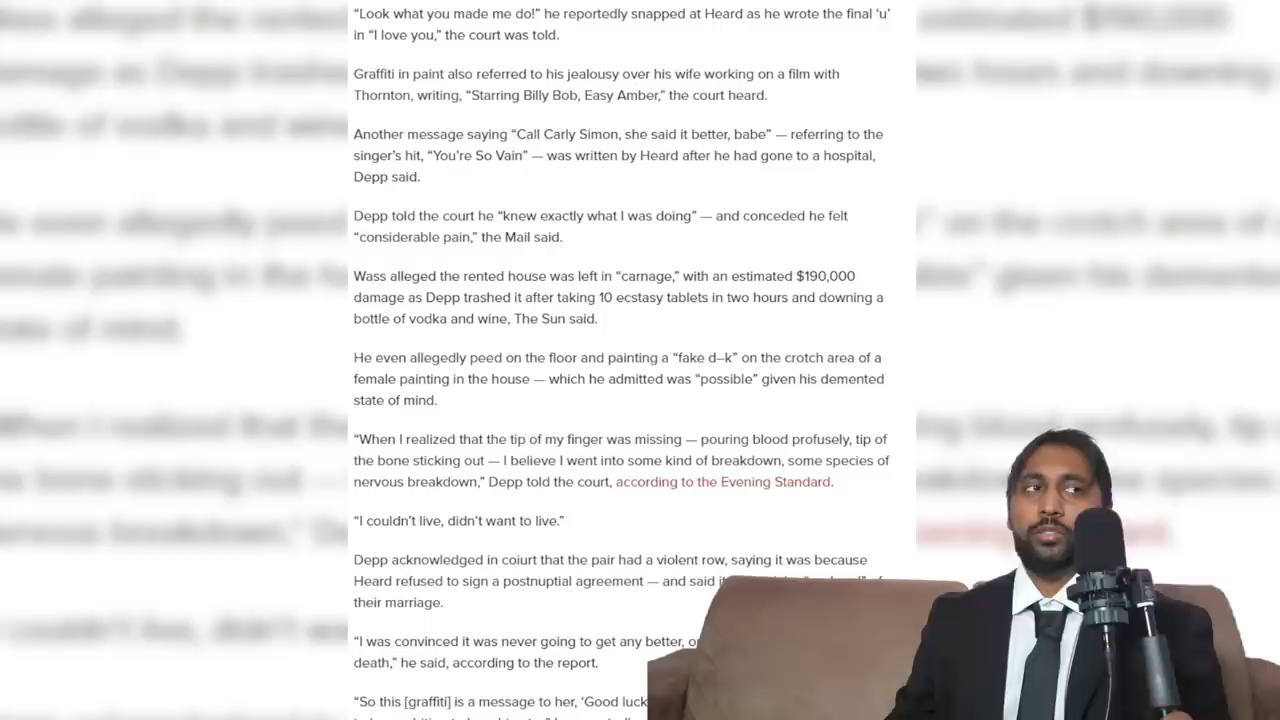 “Look what you made me do!” he reportedly snapped at Heard as he wrote the final ‘u’
in “I love you,” the court was told.
Graffiti in paint also referred to his jealousy over his wife working on a film with
Thornton, writing, “Starring Billy Bob, Easy Amber,” the court heard.
Another message saying “Call Carly Simon, she said it better, babe” — referring to the
singer’s hit, “You’re So Vain” — was written by Heard after he had gone to a hospital,
Depp said.
Depp told the court he “knew exactly what I was doing” — and conceded he felt
“considerable pain,” the Mail said.
Wass alleged the rented house was left in “carnage,” with an estimated $190,000
damage as Depp trashed it after taking 10 ecstasy tablets in two hours and downing a
bottle of vodka and wine, The Sun said.
He even allegedly peed on the floor and painting a “fake d–k” on the crotch area of a
female painting in the house — which he admitted was “possible” given his demented
state of mind.
“When I realized that the tip of my finger was missing — pouring blood profusely, tip of
the bone sticking out — I believe I went into some kind of breakdown, some species of
nervous breakdown,” Depp told the court, according to the Evening Standard.
“I couldn’t live, didn’t want to live.”
Depp acknowledged in coiurt that the pair had a violent row, saying it was because
Heard refused to sign a postnuptial agreement — and said
their marriage.
“I was convinced it was never going to get any better,
death,” he said, according to the report.
“So this [graffiti] is a message to her, ‘Good luck